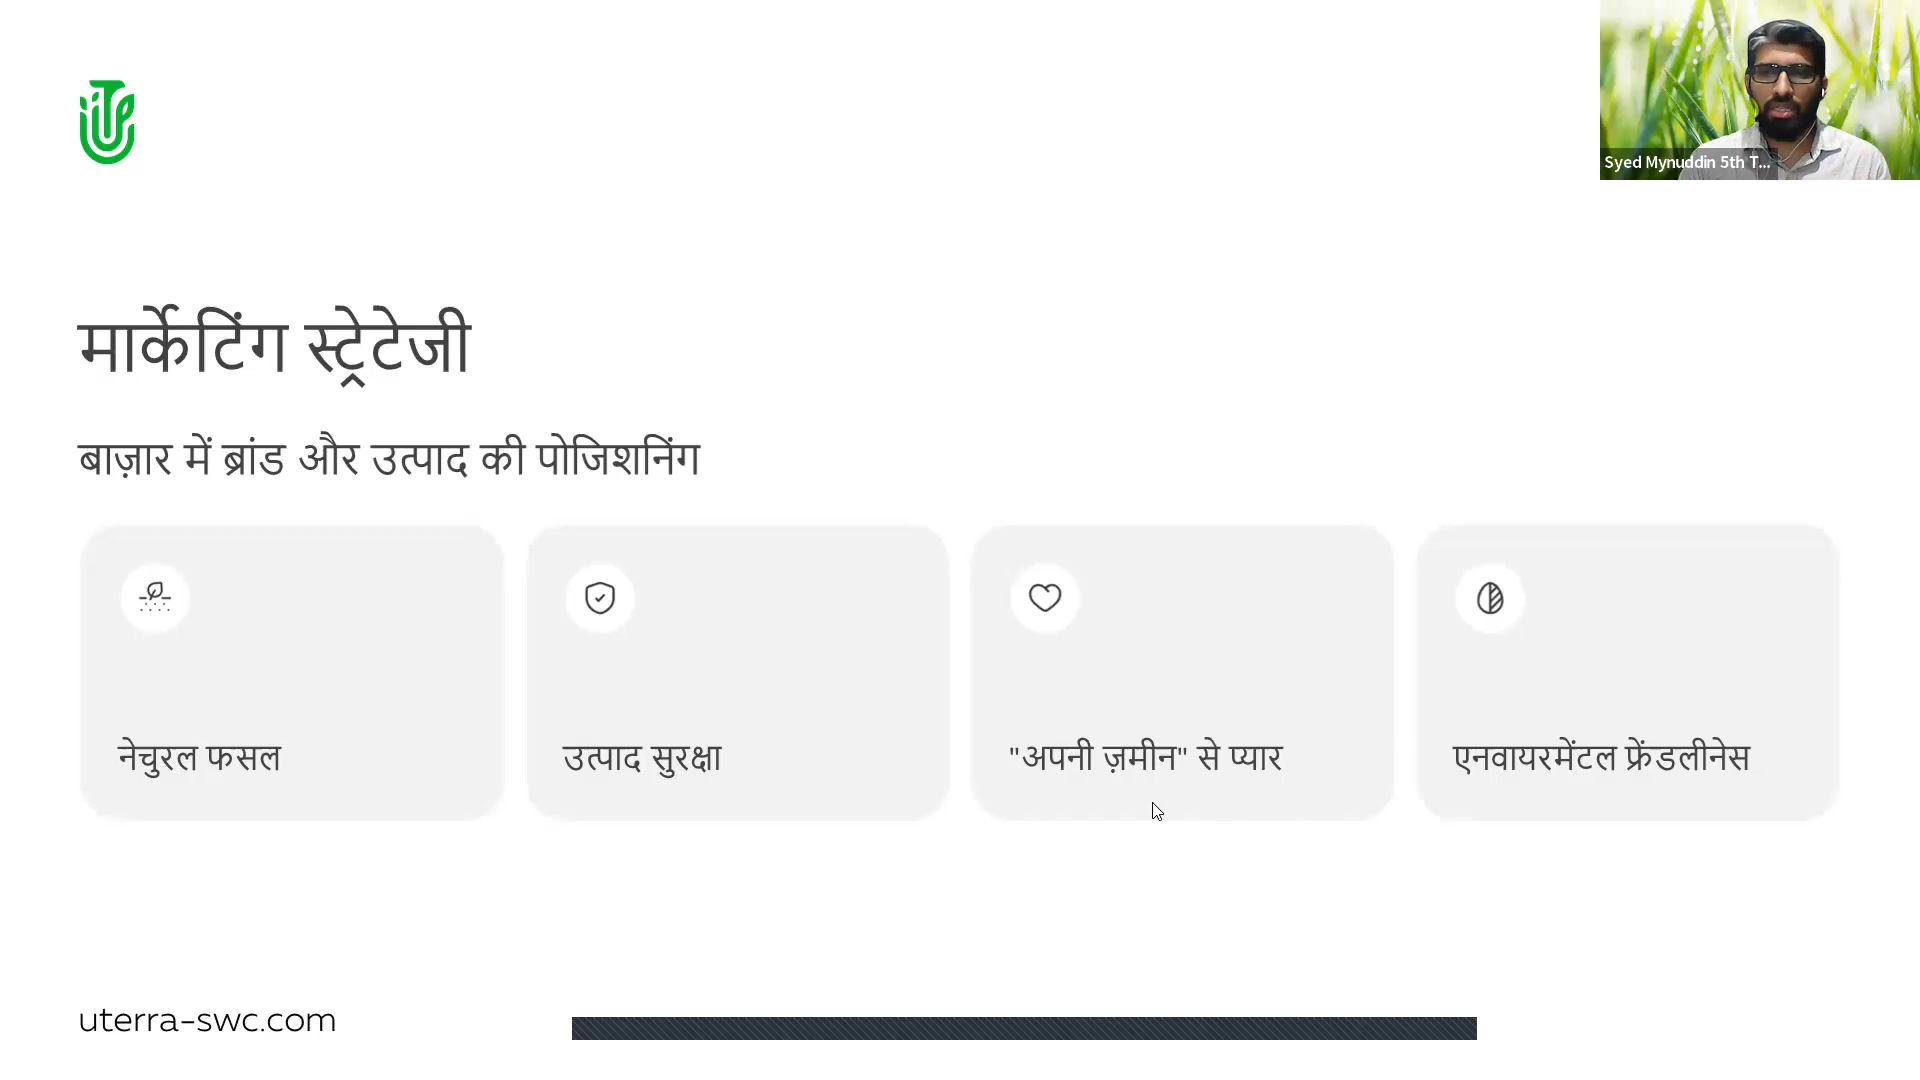 Syed Mynuddin 5th T...
मार्केटिंग स्ट्रेटेजी
बाज़ार में ब्रांड और उत्पाद की पोजिशनिंग
नेचुरल फसल
उत्पाद सुरक्षा
"अपनी ज़मीन" से प्यार
एनवायरमेंटल फ्रेंडलीनेस
uterra-swc.com